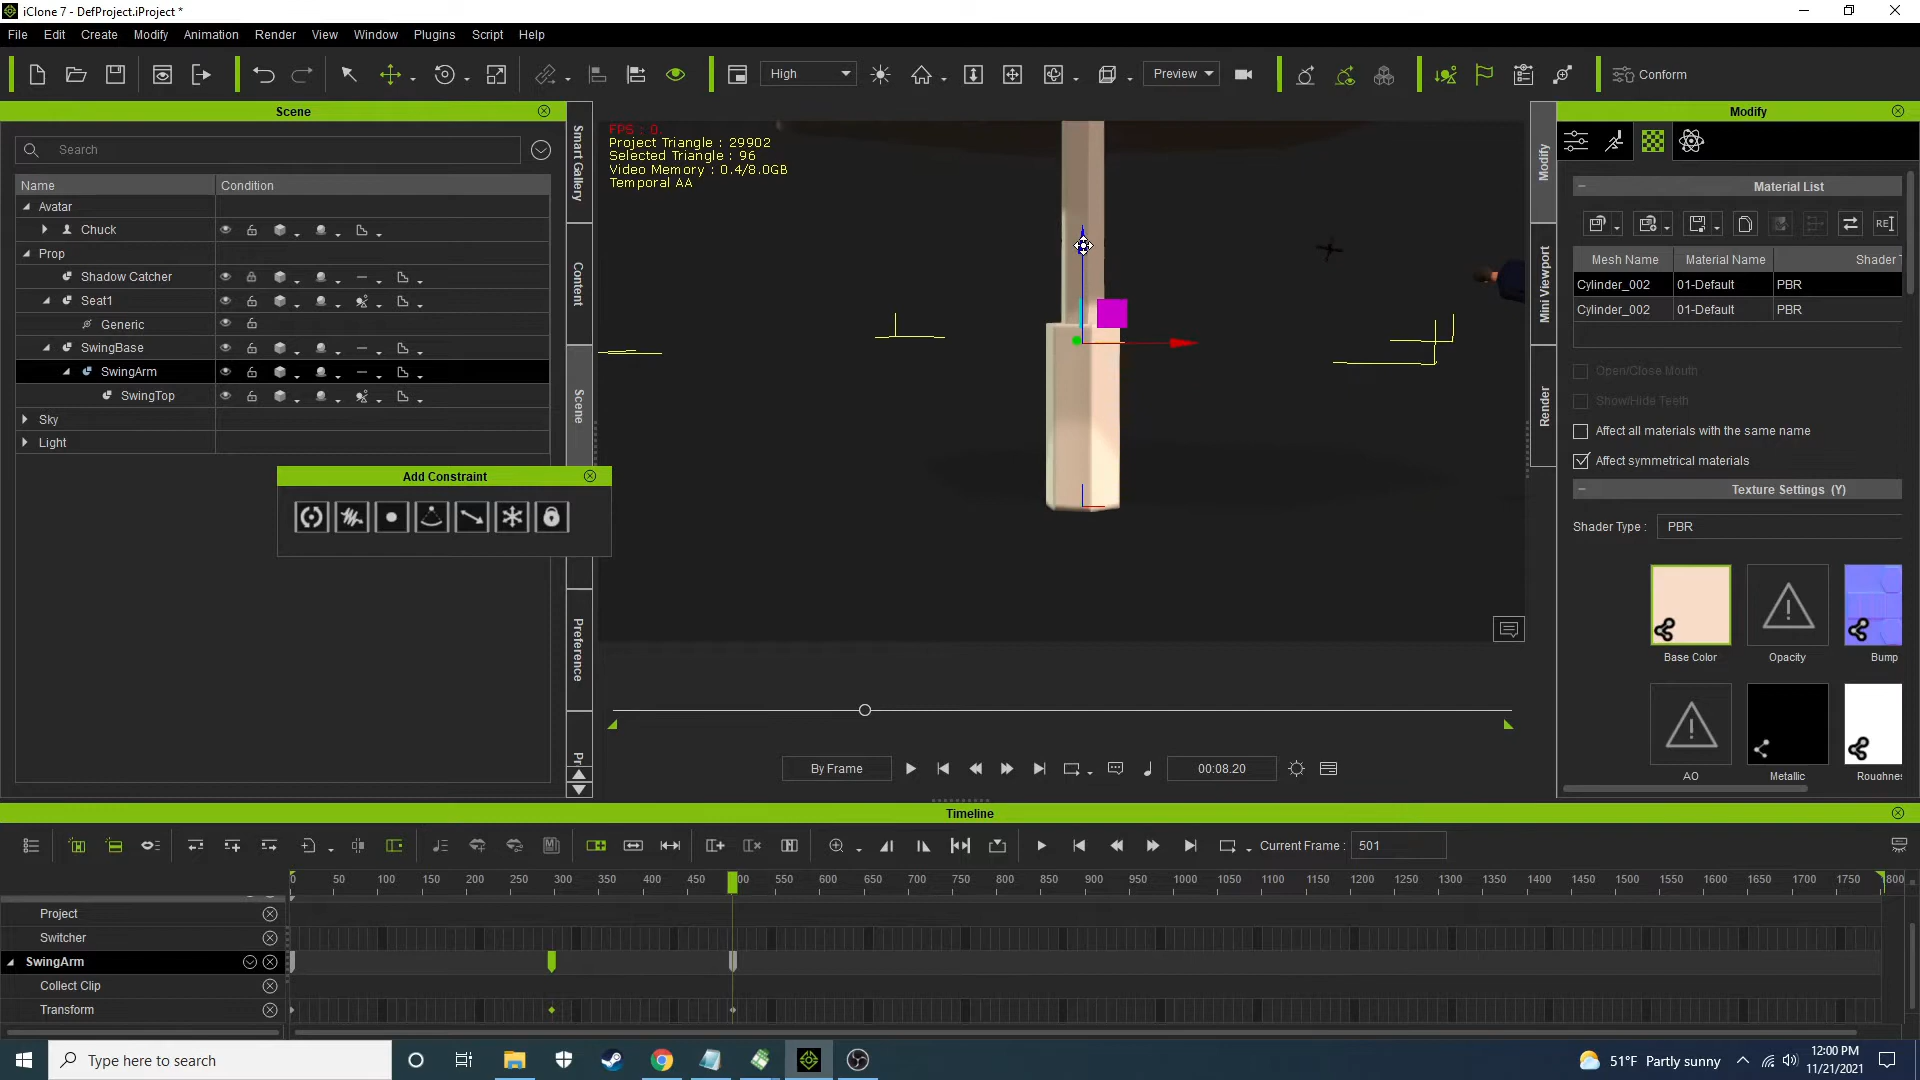 iClone 7 - DefProject.iProject *
File Edit Create Modify Animation Render View Window Plugins Script Help
High
Preview
Conform
Scene
Modify
Search
Name Condition
Avatar
Chuck
Prop
Shadow Catcher
Seat1
Generic
SwingBase
SwingArm
SwingTop
Sky
Light
Add Constraint
Smart Gallery
Content
Scene
Preference
Pr
FPS : 0.
Project Triangle : 29902
Selected Triangle : 96
Video Memory : 0.4/8.0GB
Temporal AA
Modify
Mini Viewport
Render
Material List
Mesh Name Material Name Shader T
Cylinder_002 01-Default PBR
Cylinder_002 01-Default PBR
Open/Close Mouth
Show/Hide Teeth
Affect all materials with the same name
Affect symmetrical materials
Texture Settings (Y)
Shader Type : PBR
Base Color Opacity Bump
AO Metallic Roughnes
By Frame
00:08.20
Timeline
Current Frame : 501
0 50 100 150 200 250 300 350 400 450 500 550 600 650 700 750 800 850 900 950 1000 1050 1100 1150 1200 1250 1300 1350 1400 1450 1500 1550 1600 1650 1700 1750 1800
Project
Switcher
SwingArm
Collect Clip
Transform
Type here to search
51°F Partly sunny
12:00 PM
11/21/2021